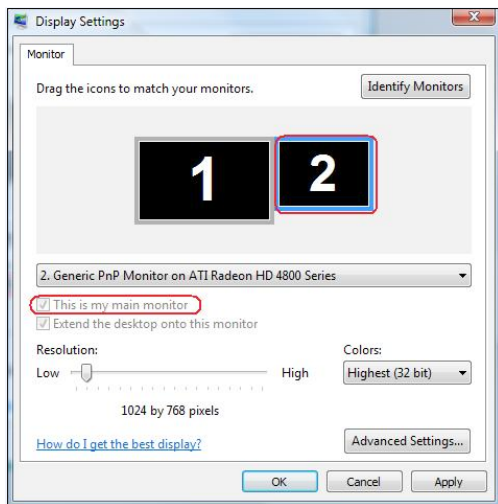 Display Settings
Monitor
Drag the icons to match your monitors.
Identify Monitors
1
2
2. Generic PnP Monitor on ATI Radeon HD 4800 Series
This is my main monitor
Extend the desktop onto this monitor
Resolution:
Colors:
Low
High
Highest (32 bit)
1024 by 768 pixels
How do I get the best display?
Advanced Settings...
OK
Cancel
Apply